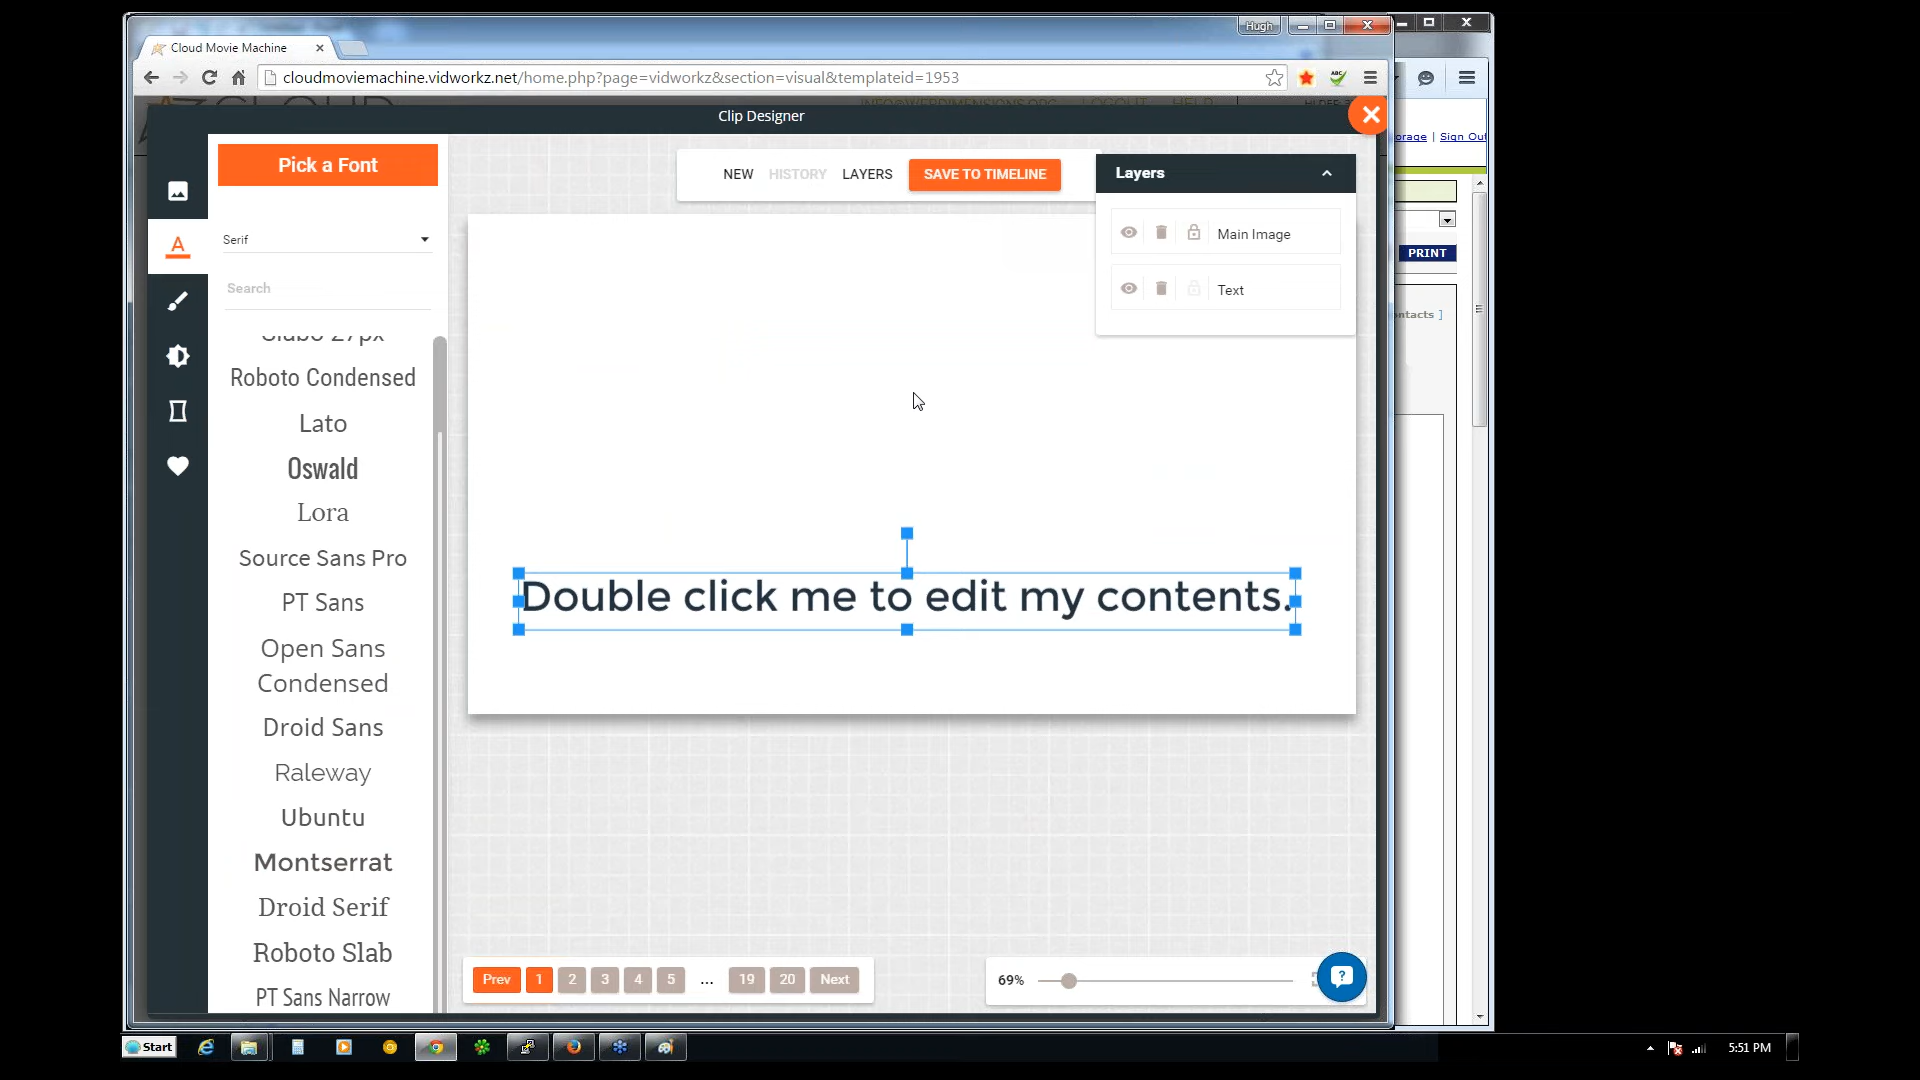 Hugh
Cloud Movie Machine
cloudmoviemachine.vidworkz.net/home.php?page=vidworkz&section=visual&templateid=1953
Clip Designer
orage | Sign Out
Pick a Font
NEW HISTORY LAYERS SAVE TO TIMELINE
Layers
Serif
Main Image
PRINT
Search
Text
ontacts ]
Slabo 27px
Roboto Condensed
Lato
Oswald
Lora
Source Sans Pro
PT Sans
Double click me to edit my contents.
Open Sans
Condensed
Droid Sans
Raleway
Ubuntu
Montserrat
Droid Serif
Roboto Slab
PT Sans Narrow
Prev 1 2 3 4 5 ... 19 20 Next
69%
Start
5:51 PM